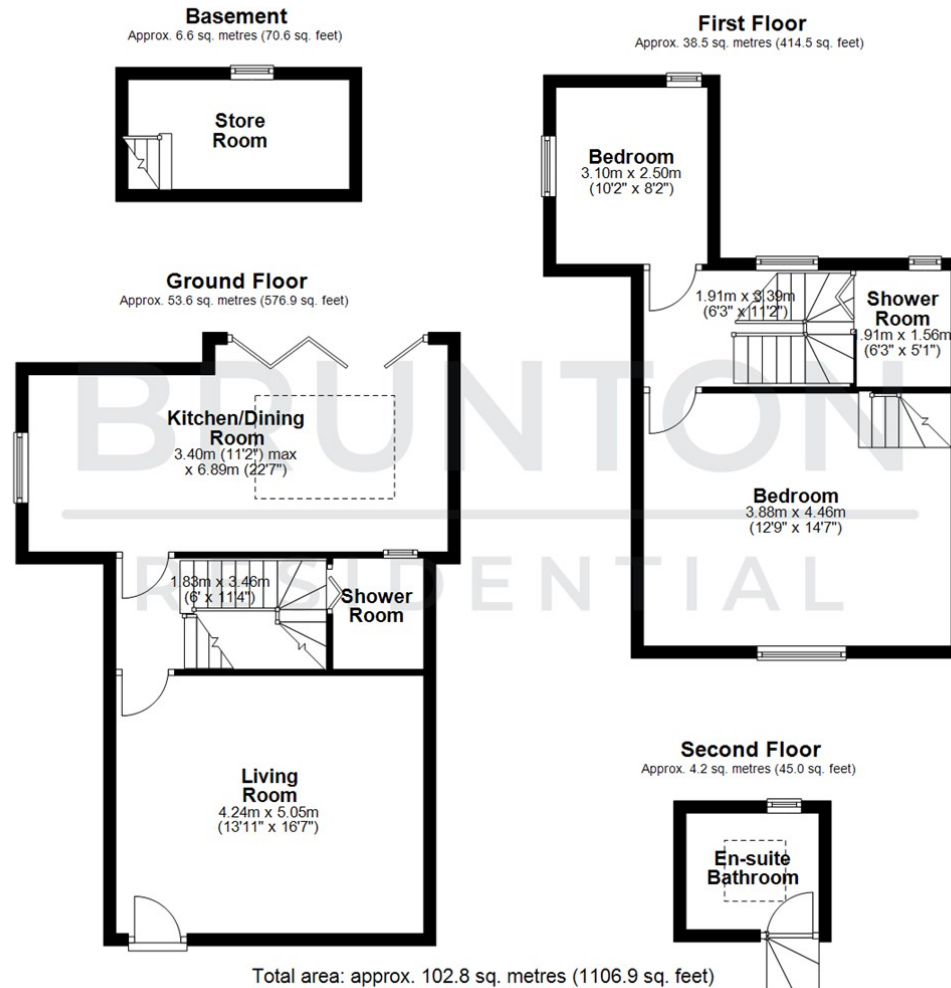 Basement
Approx. 6.6 sq. metres (70.6 sq. feet)
Store
Room
First Floor
Approx. 38.5 sq. metres (414.5 sq. feet)
Bedroom
3.10m x 2.50m
(10'2" x 8'2")
1.91m x 3.39m
(6'3" x 11'2")
Shower
Room
.91m x 1.56m
(6'3" x 5'1")
Bedroom
3.88m x 4.46m
(12'9" x 14'7")
Ground Floor
Approx. 53.6 sq. metres (576.9 sq. feet)
Kitchen/Dining
Room
3.40m (11'2") max
x 6.89m (22'7")
1.83m x 3.46m
(6' x 11'4")
Shower
Room
Living
Room
4.24m x 5.05m
(13'11" x 16'7")
Second Floor
Approx. 4.2 sq. metres (45.0 sq. feet)
En-suite
Bathroom
Total area: approx. 102.8 sq. metres (1106.9 sq. feet)
BRUNTON
RESIDENTIAL